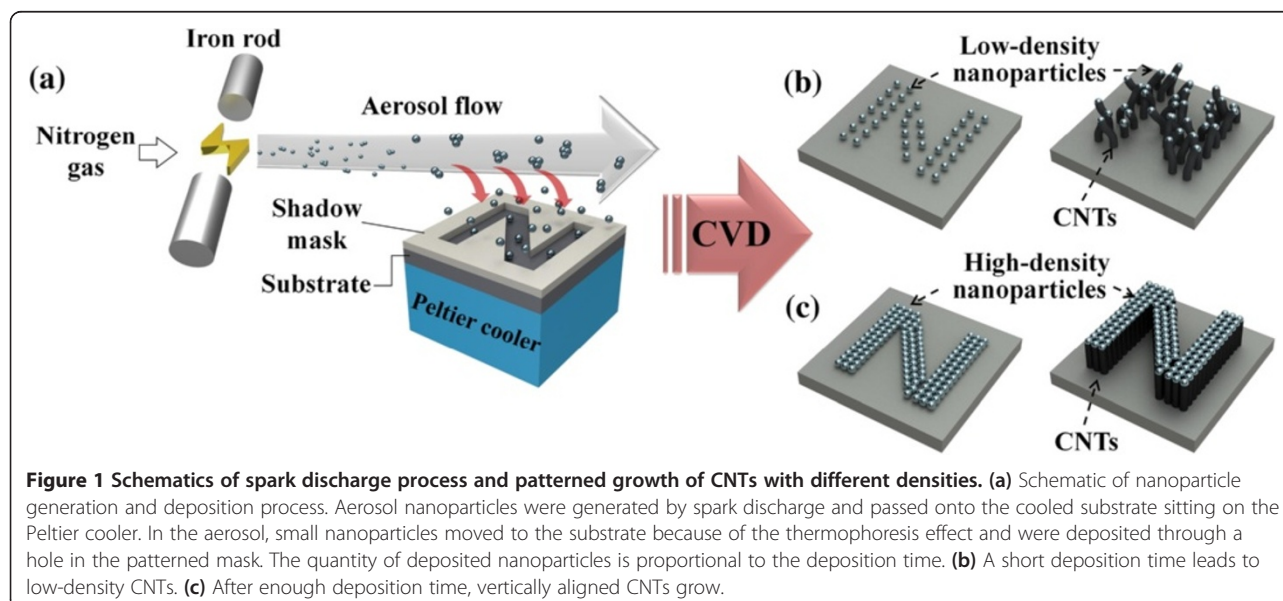 Iron rod
(a)
Aerosol flow
Nitrogen
gas
Shadow
mask
Substrate
Peltier cooler
CVD
(b)
Low-density
nanoparticles
CNTs
High-density
nanoparticles
(c)
CNTs
Figure 1 Schematics of spark discharge process and patterned growth of CNTs with different densities. (a) Schematic of nanoparticle
generation and deposition process. Aerosol nanoparticles were generated by spark discharge and passed onto the cooled substrate sitting on the
Peltier cooler. In the aerosol, small nanoparticles moved to the substrate because of the thermophoresis effect and were deposited through a
hole in the patterned mask. The quantity of deposited nanoparticles is proportional to the deposition time. (b) A short deposition time leads to
low-density CNTs. (c) After enough deposition time, vertically aligned CNTs grow.